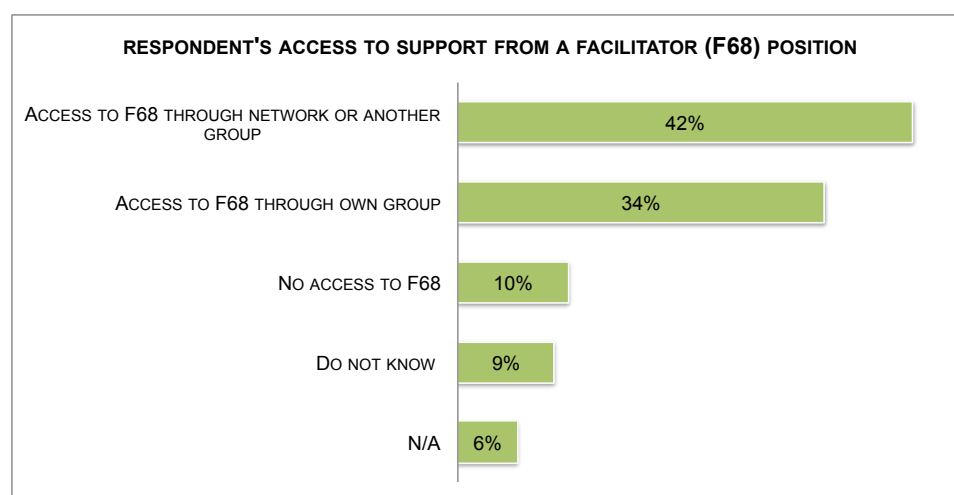 RESPONDENT'S ACCESS TO SUPPORT FROM A FACILITATOR (F68) POSITION
ACCESS TO F68 THROUGH NETWORK OR ANOTHER
GROUP
42%
ACCESS TO F68 THROUGH OWN GROUP
34%
NO ACCESS TO F68
10%
DO NOT KNOW
9%
N/A
6%